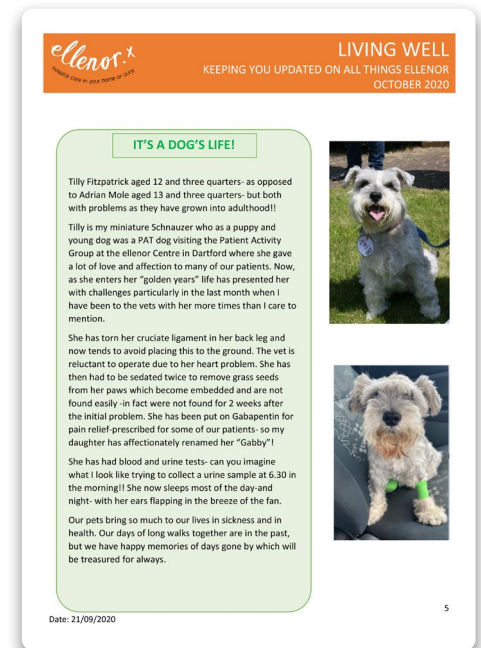 ellenor.x
hospice care in your home or ours
LIVING WELL
KEEPING YOU UPDATED ON ALL THINGS ELLENOR
OCTOBER 2020
IT'S A DOG'S LIFE!
Tilly Fitzpatrick aged 12 and three quarters- as opposed
to Adrian Mole aged 13 and three quarters- but both
with problems as they have grown into adulthood!!
Tilly is my miniature Schnauzer who as a puppy and
young dog was a PAT dog visiting the Patient Activity
Group at the ellenor Centre in Dartford where she gave
a lot of love and affection to many of our patients. Now,
as she enters her "golden years" life has presented her
with challenges particularly in the last month when I
have been to the vets with her more times than I care to
mention.
She has torn her cruciate ligament in her back leg and
now tends to avoid placing this to the ground. The vet is
reluctant to operate due to her heart problem. She has
then had to be sedated twice to remove grass seeds
from her paws which become embedded and are not
found easily -in fact were not found for 2 weeks after
the initial problem. She has been put on Gabapentin for
pain relief-prescribed for some of our patients- so my
daughter has affectionately renamed her "Gabby"!
She has had blood and urine tests- can you imagine
what I look like trying to collect a urine sample at 6.30 in
the morning!! She now sleeps most of the day-and
night- with her ears flapping in the breeze of the fan.
Our pets bring so much to our lives in sickness and in
health. Our days of long walks together are in the past,
but we have happy memories of days gone by which will
be treasured for always.
5
Date: 21/09/2020